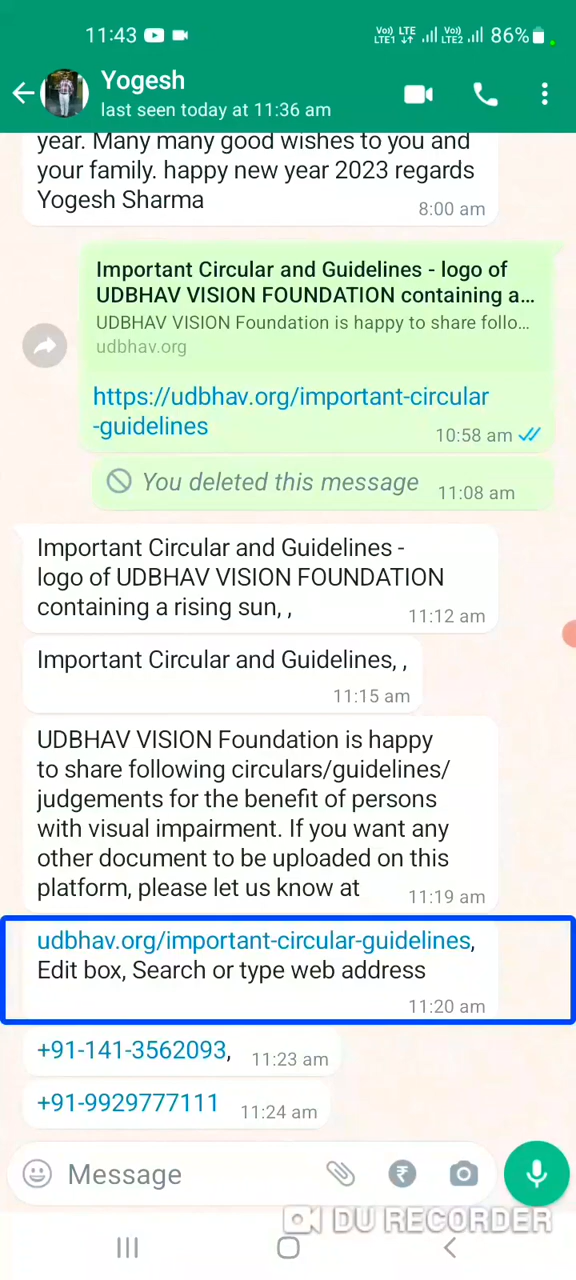 11:43
Vo) LTE Vo)
LTE1 LTE2 86%
Yogesh
last seen today at 11:36 am
year. Many many good wishes to you and
your family. happy new year 2023 regards
Yogesh Sharma
8:00 am
Important Circular and Guidelines - logo of
UDBHAV VISION FOUNDATION containing a...
UDBHAV VISION Foundation is happy to share follo...
udbhav.org
https://udbhav.org/important-circular
-guidelines
10:58 am
You deleted this message 11:08 am
Important Circular and Guidelines -
logo of UDBHAV VISION FOUNDATION
containing a rising sun, ,
11:12 am
Important Circular and Guidelines, ,
11:15 am
UDBHAV VISION Foundation is happy
to share following circulars/guidelines/
judgements for the benefit of persons
with visual impairment. If you want any
other document to be uploaded on this
platform, please let us know at
11:19 am
udbhav.org/important-circular-guidelines,
Edit box, Search or type web address
11:20 am
+91-141-3562093, 11:23 am
+91-9929777111 11:24 am
Message ₹
DU RECORDER